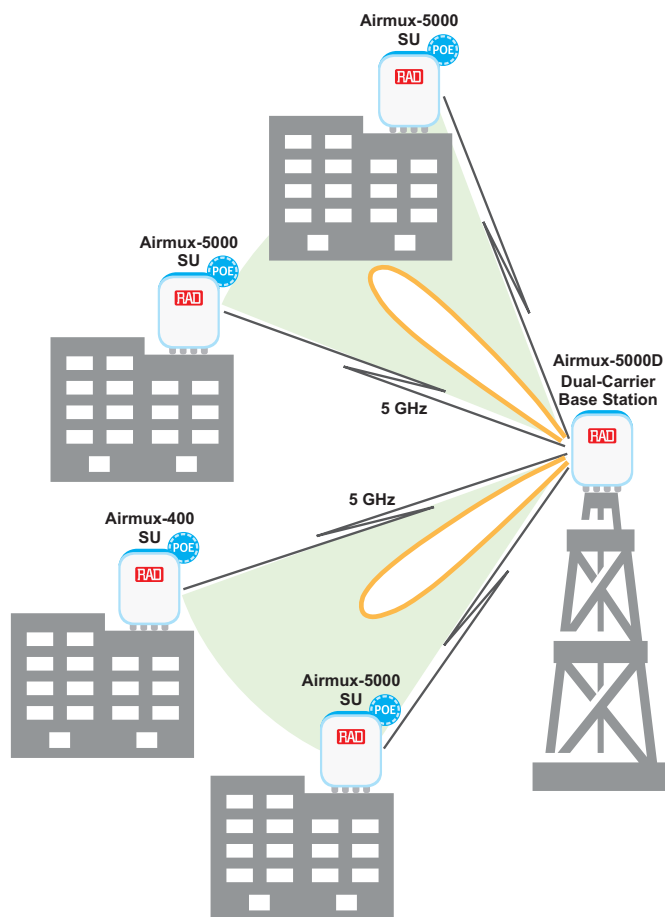 Airmux-5000
SU
POE
RAD
Airmux-5000
SU
POE
RAD
Airmux-5000D
Dual-Carrier
Base Station
RAD
5 GHz
5 GHz
Airmux-400
SU
POE
RAD
Airmux-5000
SU
POE
RAD